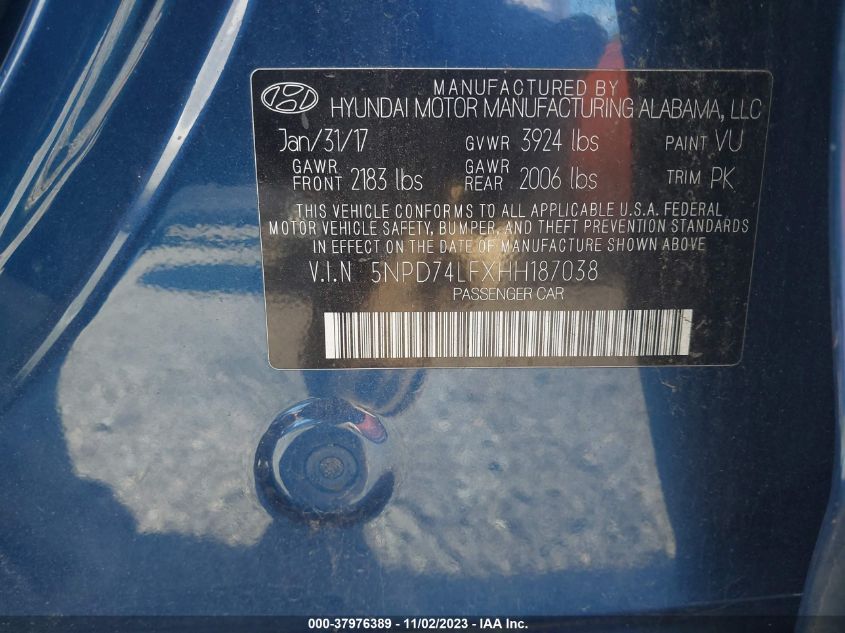 MANUFACTURED BY
HYUNDAI MOTOR MANUFACTURING ALABAMA, LLC
Jan/31/17 GVWR 3924 lbs PAINT VU
GAWR FRONT 2183 lbs GAWR REAR 2006 lbs TRIM PK
THIS VEHICLE CONFORMS TO ALL APPLICABLE U.S.A. FEDERAL
MOTOR VEHICLE SAFETY, BUMPER, AND THEFT PREVENTION STANDARDS
IN EFFECT ON THE DATE OF MANUFACTURE SHOWN ABOVE
V.I.N 5NPD74LFXHH187038
PASSENGER CAR
000-37976389 - 11/02/2023 - IAA Inc.